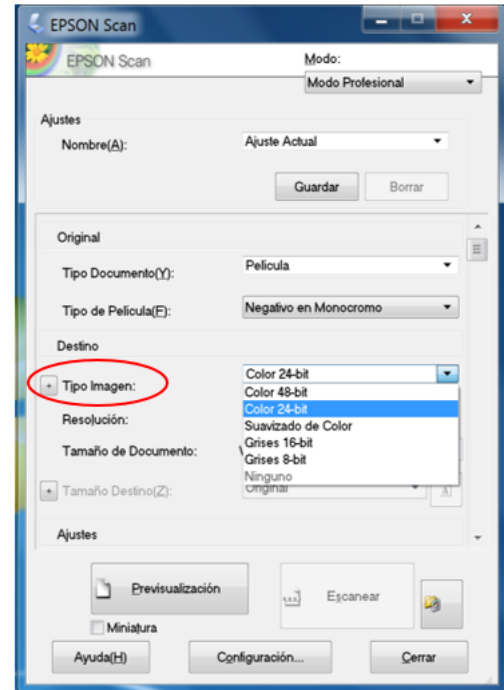 EPSON Scan
EPSON Scan
Modo:
Modo Profesional
Ajustes
Nombre(A):
Ajuste Actual
Guardar
Borrar
Original
Tipo Documento(Y):
Película
Tipo de Película(F):
Negativo en Monocromo
Destino
+ Tipo Imagen:
Color 24-bit
Color 48-bit
Color 24-bit
Suavizado de Color
Resolución:
Grises 16-bit
Tamaño de Documento:
Grises 8-bit
Ninguno
+ Tamaño Destino(Z):
Original
Ajustes
Previsualización
Escanear
Miniatura
Ayuda(H)
Configuración...
Cerrar